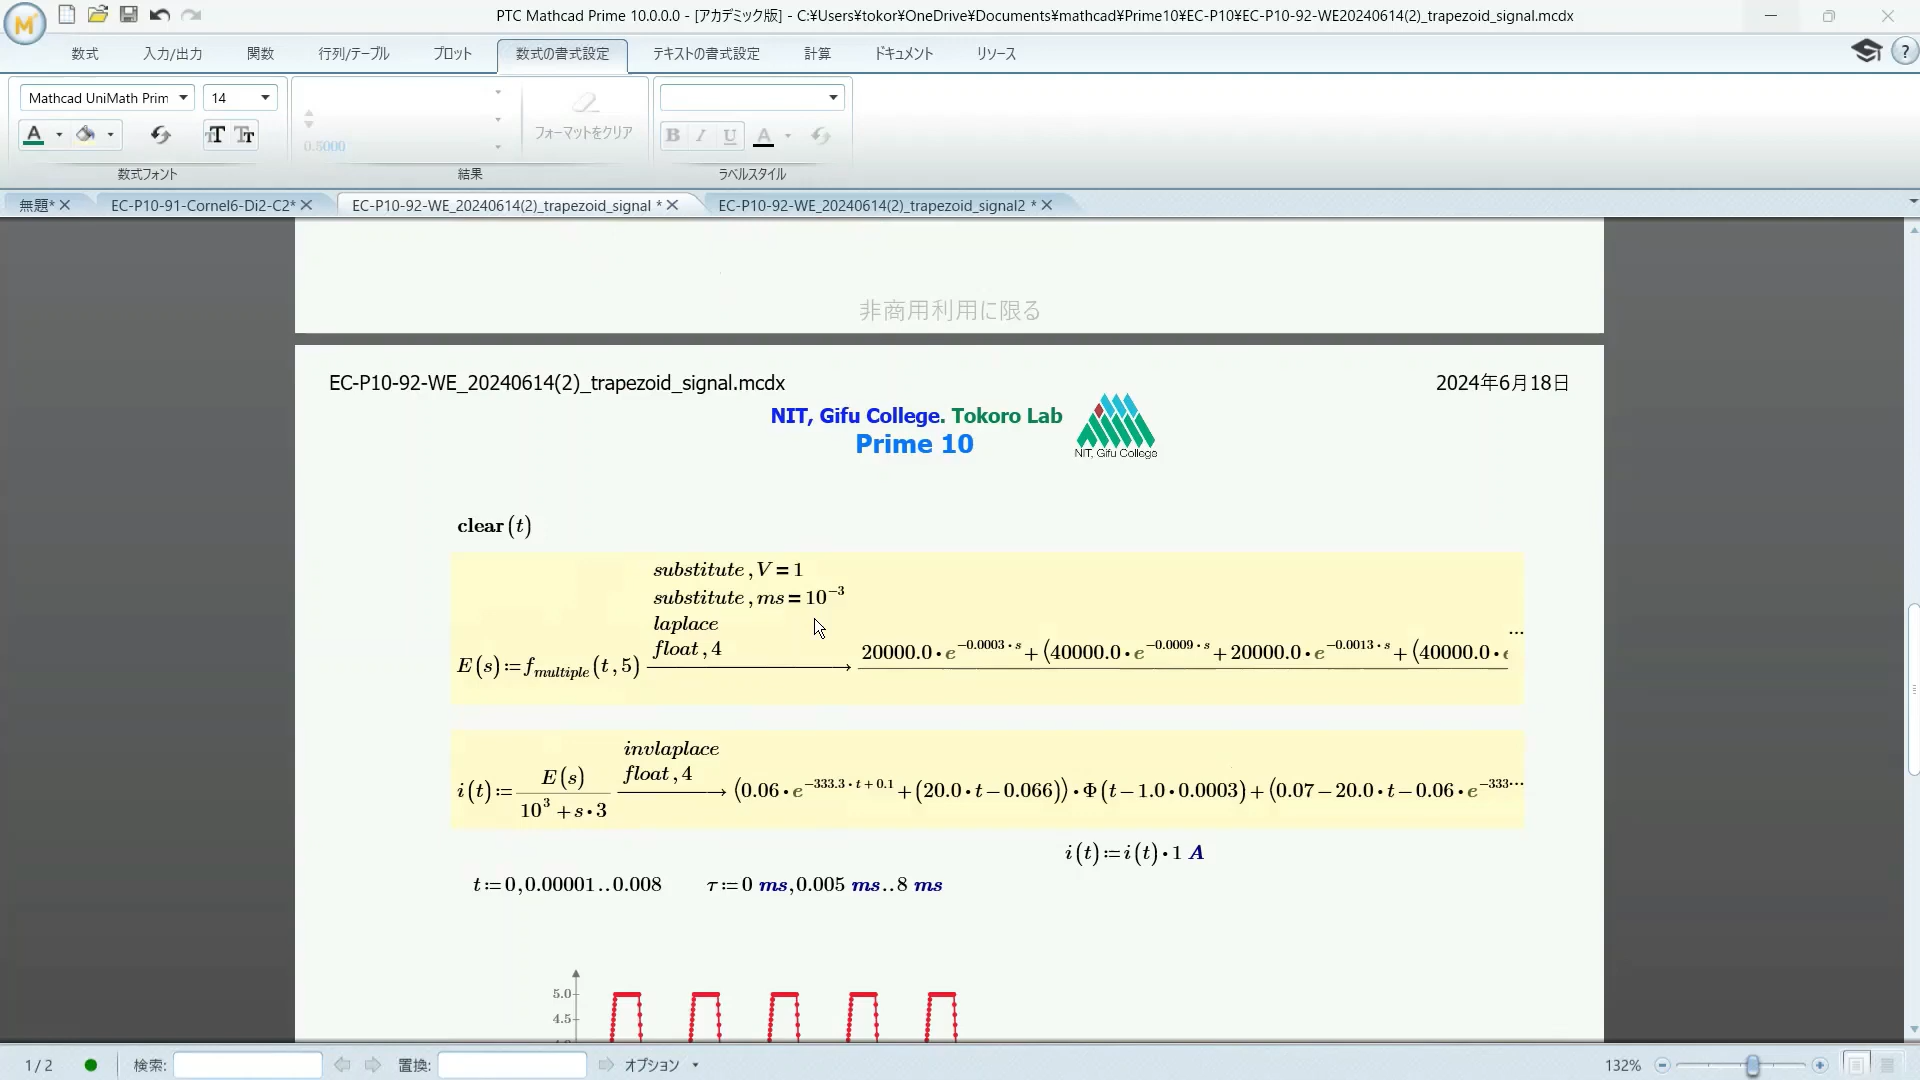 PTC Mathcad Prime 10.0.0.0 - [アカデミック版] - C:¥Users¥tokor¥OneDrive¥Documents¥mathcad¥Prime10¥EC-P10¥EC-P10-92-WE20240614(2)_trapezoid_signal.mcdx
数式 入力/出力 関数 行列/テーブル プロット 数式の書式設定 テキストの書式設定 計算 ドキュメント リソース
Mathcad UniMath Prim 14
フォーマットをクリア
0.5000
数式フォント 結果 ラベルスタイル
無題* EC-P10-91-Cornel6-Di2-C2* EC-P10-92-WE_20240614(2)_trapezoid_signal * EC-P10-92-WE_20240614(2)_trapezoid_signal2 *
非商用利用に限る
EC-P10-92-WE_20240614(2)_trapezoid_signal.mcdx 2024年6月18日
NIT, Gifu College. Tokoro Lab
Prime 10
NIT, Gifu College
clear(t)
substitute, V=1
substitute, ms=10⁻³
laplace
float, 4
E(s):=f_multiple(t,5) → 20000.0·e^(-0.0003·s)+(40000.0·e^(-0.0009·s)+20000.0·e^(-0.0013·s)+(40000.0·e ...
invlaplace
float, 4
i(t):=E(s)/(10³+s·3) → (0.06·e^(-333.3·t+0.1)+(20.0·t-0.066))·Φ(t-1.0·0.0003)+(0.07-20.0·t-0.06·e^(-333...
i(t):=i(t)·1 A
t:=0,0.00001..0.008 τ:=0 ms,0.005 ms..8 ms
5.0
4.5
1 / 2 検索: 置換: オプション 132%